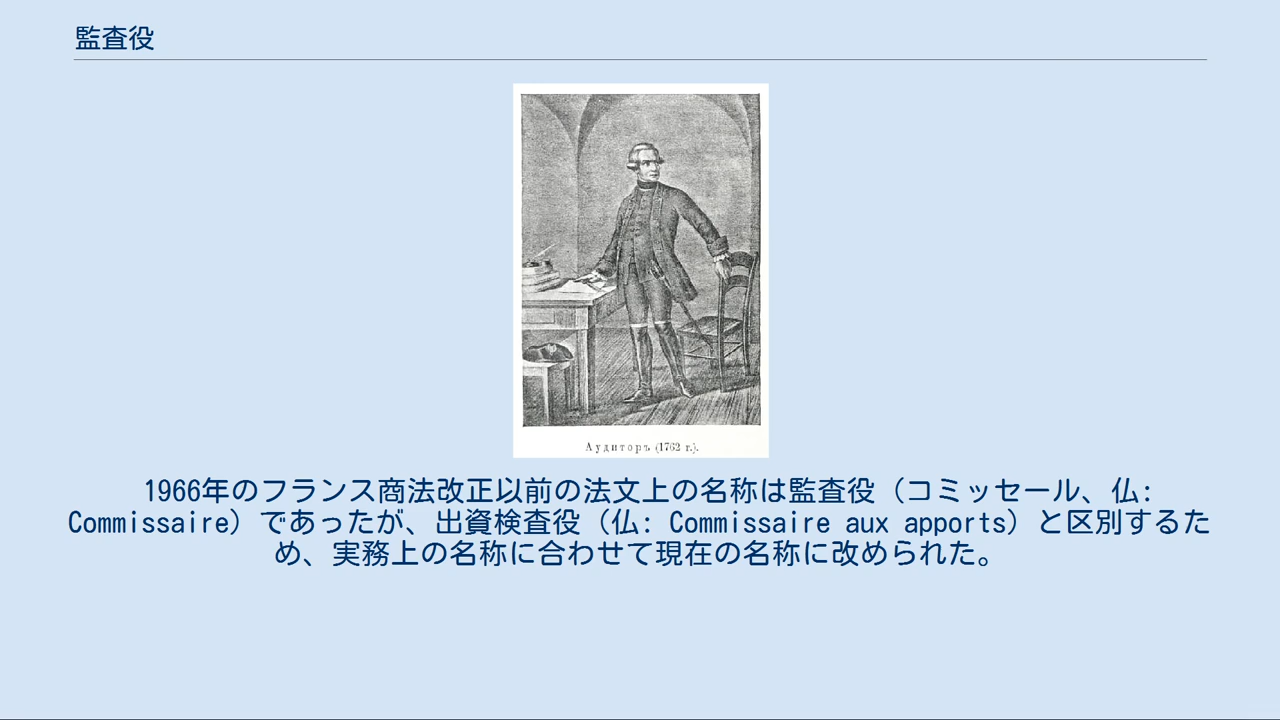 監査役
Аудиторъ (1762 г.).
1966年のフランス商法改正以前の法文上の名称は監査役（コミッセール、仏:
Commissaire）であったが、出資検査役（仏: Commissaire aux apports）と区別するた
め、実務上の名称に合わせて現在の名称に改められた。